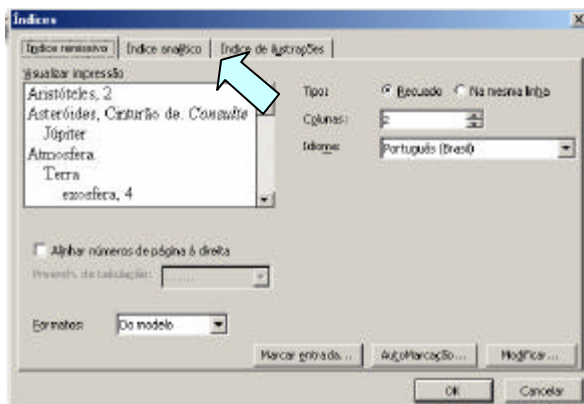 Índices
Índice remissivo Índice analítico Índice de ilustrações
Visualizar impressão
Aristóteles, 2
Asteróides, Cinturão de. Consulte
Júpiter
Atmosfera
Terra
exosfera, 4
Tipo: Recuado Na mesma linha
Colunas: 2
Idioma: Português (Brasil)
Alinhar números de página à direita
Preench. de tabulação: .......
Formatos: Do modelo
Marcar entrada... AutoMarcação... Modificar...
OK Cancelar